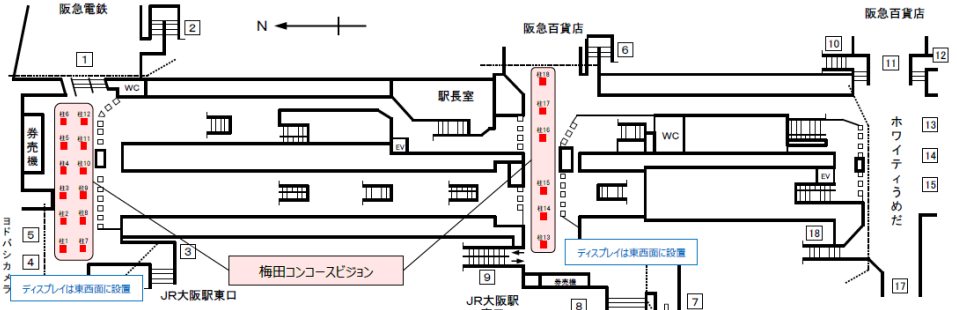 阪急電鉄
2
N
阪急百貨店
6
阪急百貨店
10
11
12
1
WC
駅長室
柱18
柱17
柱16
柱15
柱14
柱13
券売機
柱6
柱12
柱5
柱11
柱4
柱10
柱3
柱9
柱2
柱8
柱1
柱7
EV
WC
EV
ホワイティうめだ
13
14
15
ヨドバシカメラ
5
4
3
ディスプレイは東西面に設置
JR大阪駅東口
梅田コンコースビジョン
9
JR大阪駅
券売機
8
ディスプレイは東西面に設置
7
18
17